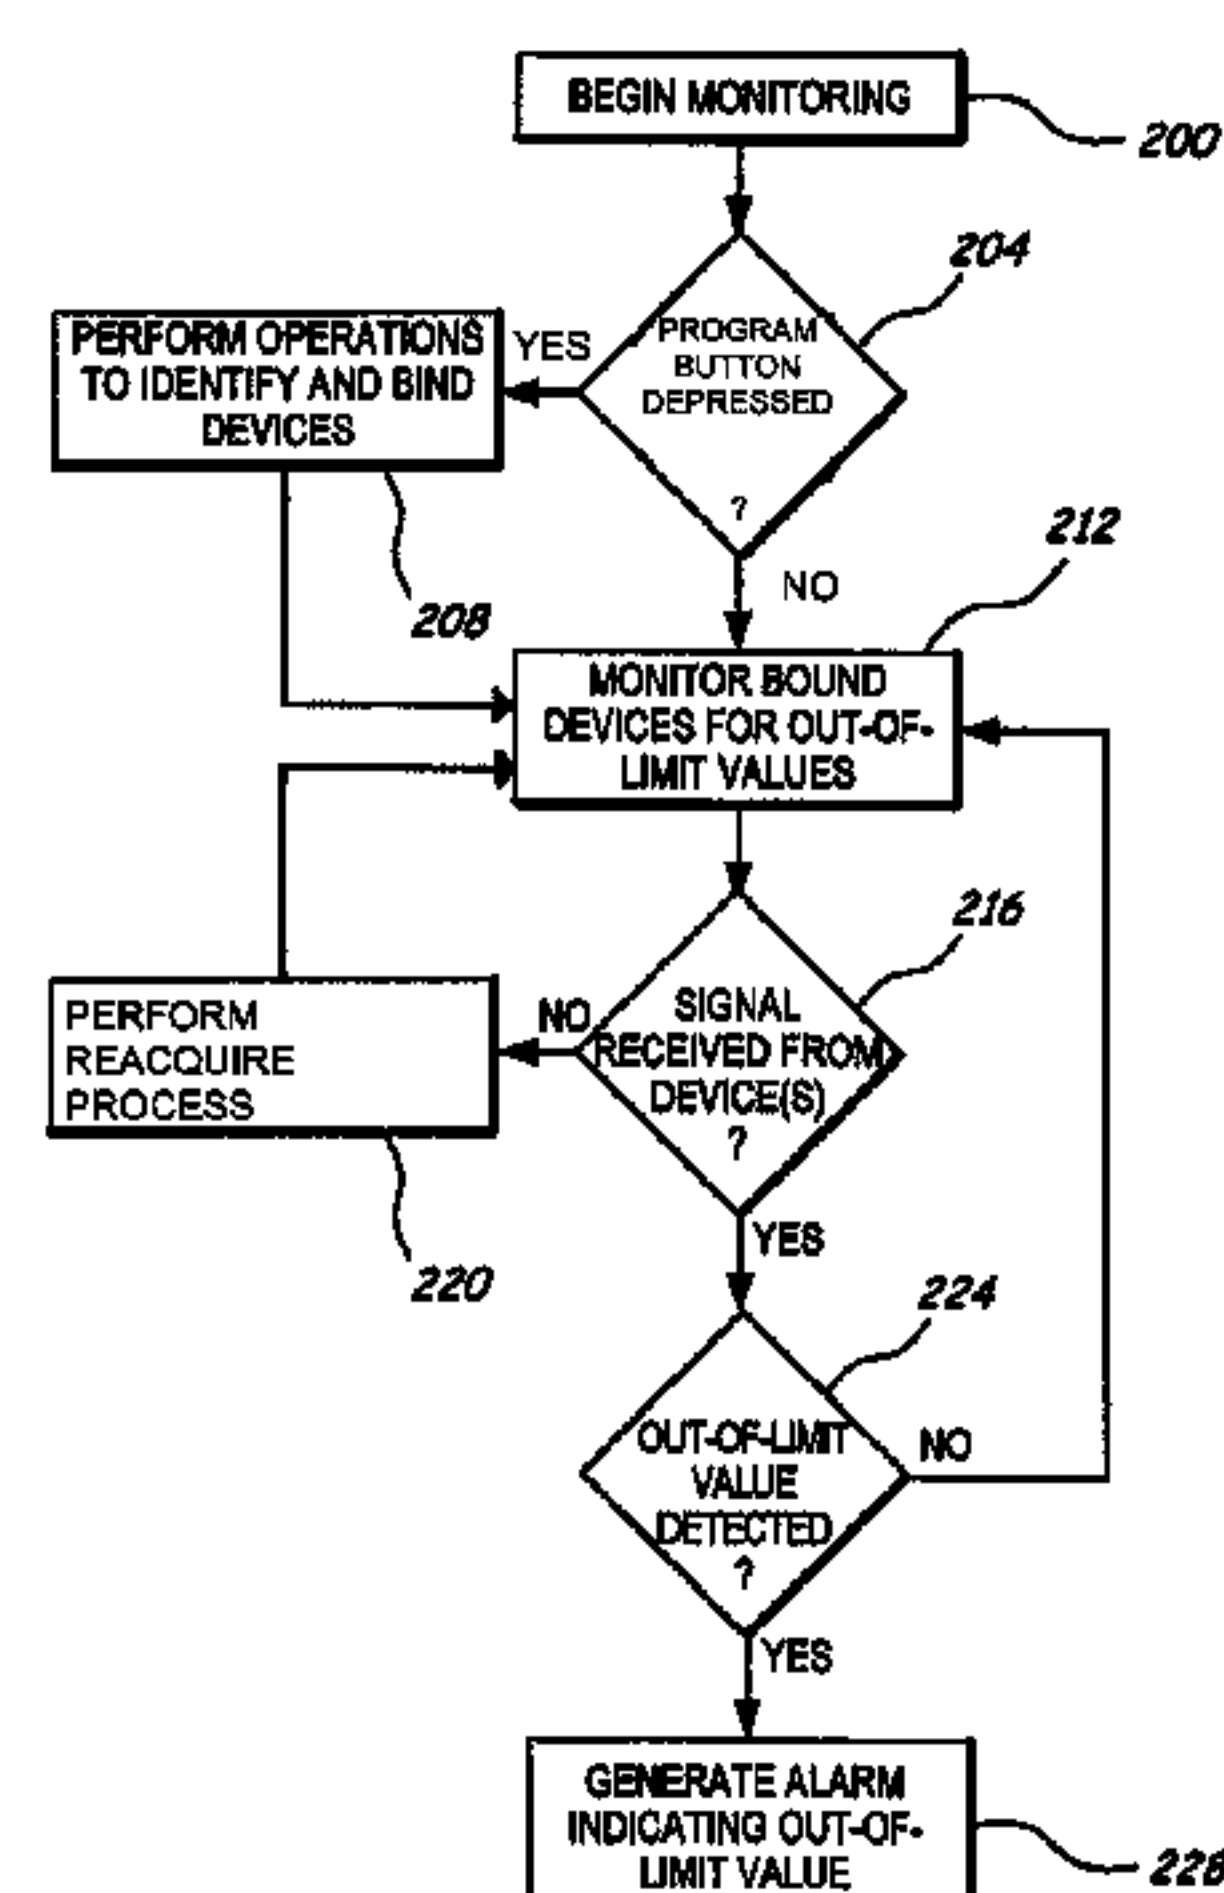 BEGIN MONITORING
200
204
PROGRAM
BUTTON
DEPRESSED
?
YES
PERFORM OPERATIONS
TO IDENTIFY AND BIND
DEVICES
208
NO
212
MONITOR BOUND
DEVICES FOR OUT-OF-
LIMIT VALUES
216
SIGNAL
RECEIVED FROM
DEVICE(S)
?
NO
PERFORM
REACQUIRE
PROCESS
220
YES
224
OUT-OF-LIMIT
VALUE
DETECTED
?
NO
YES
GENERATE ALARM
INDICATING OUT-OF-
LIMIT VALUE
228